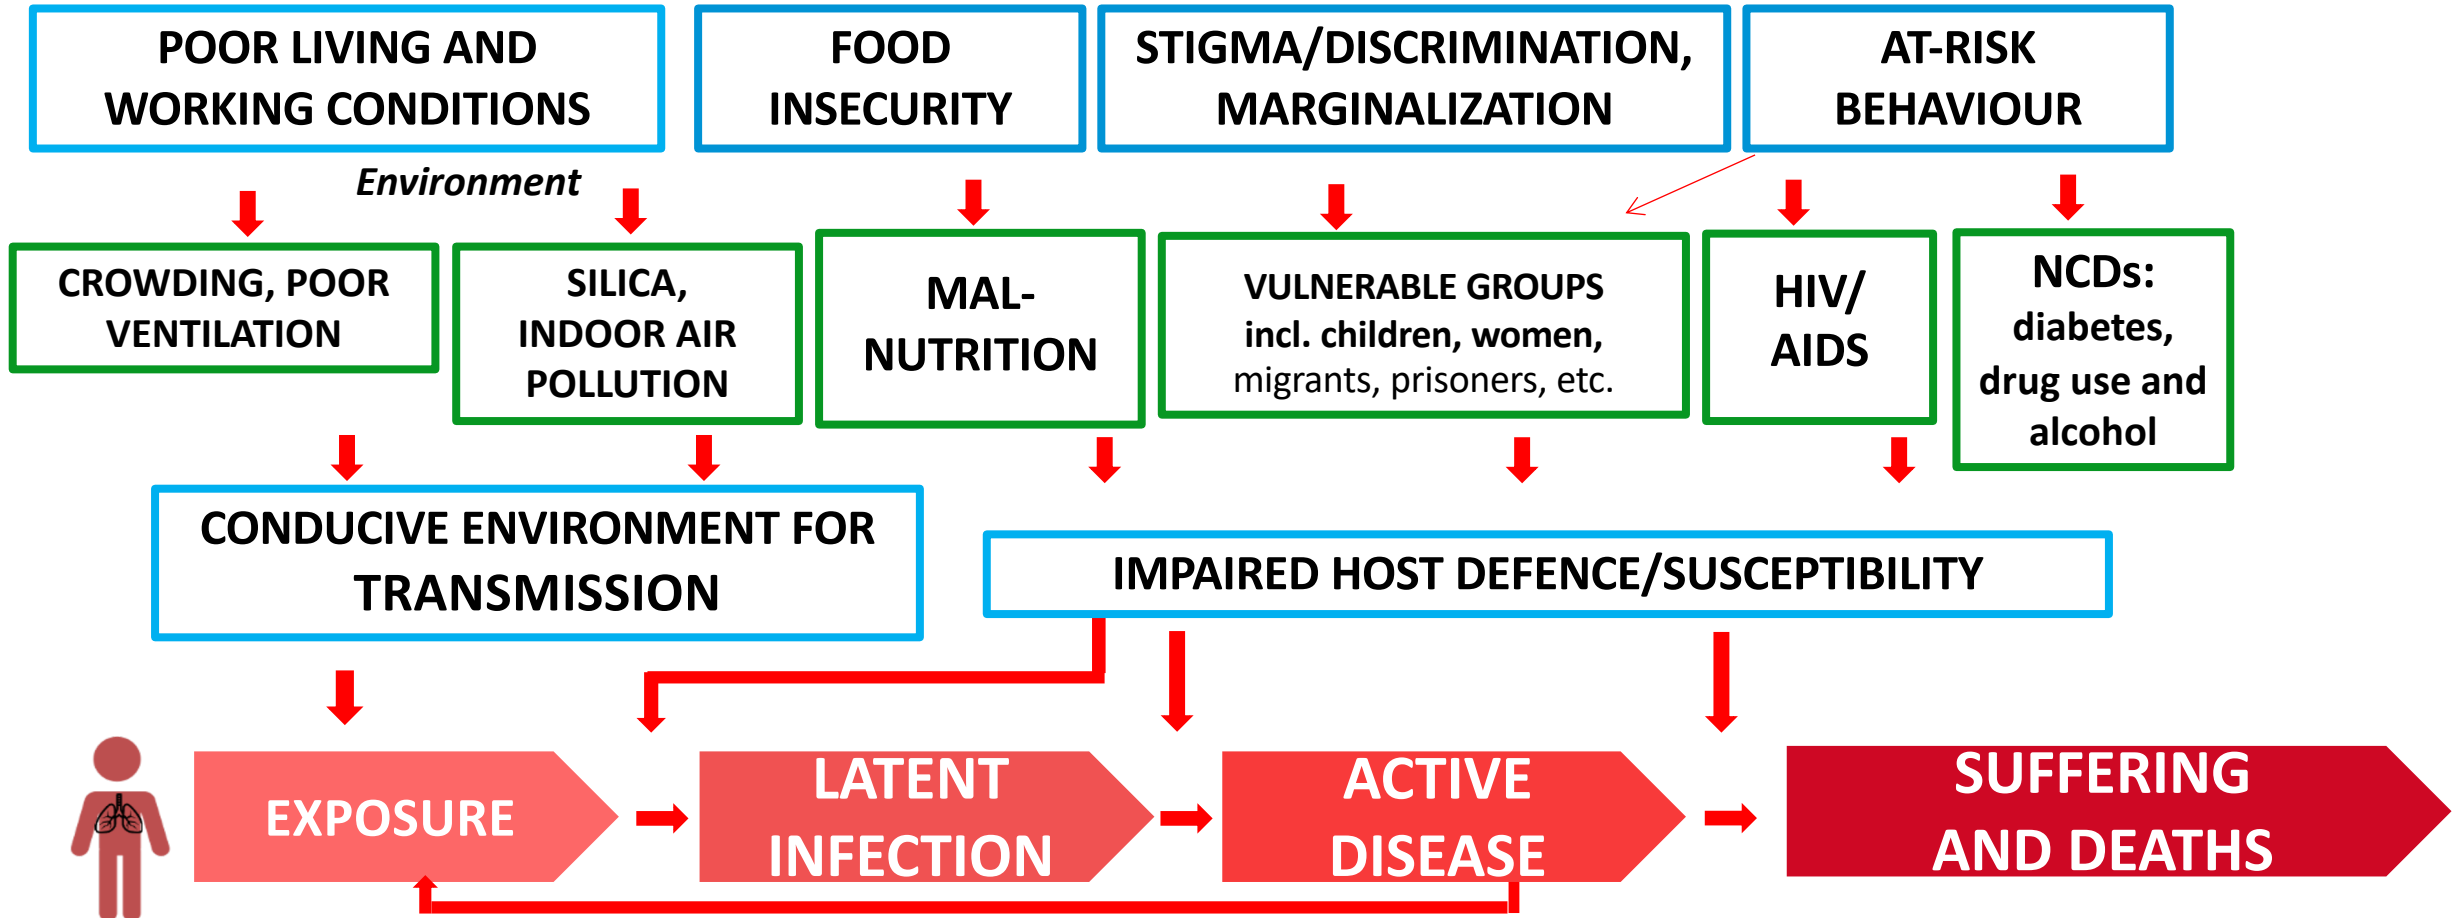 POOR LIVING AND
WORKING CONDITIONS
FOOD
INSECURITY
STIGMA/DISCRIMINATION,
MARGINALIZATION
AT-RISK
BEHAVIOUR
Environment
CROWDING, POOR
VENTILATION
SILICA,
INDOOR AIR
POLLUTION
MAL-
NUTRITION
VULNERABLE GROUPS
incl. children, women,
migrants, prisoners, etc.
HIV/
AIDS
NCDs:
diabetes,
drug use and
alcohol
CONDUCIVE ENVIRONMENT FOR
TRANSMISSION
IMPAIRED HOST DEFENCE/SUSCEPTIBILITY
EXPOSURE
LATENT
INFECTION
ACTIVE
DISEASE
SUFFERING
AND DEATHS